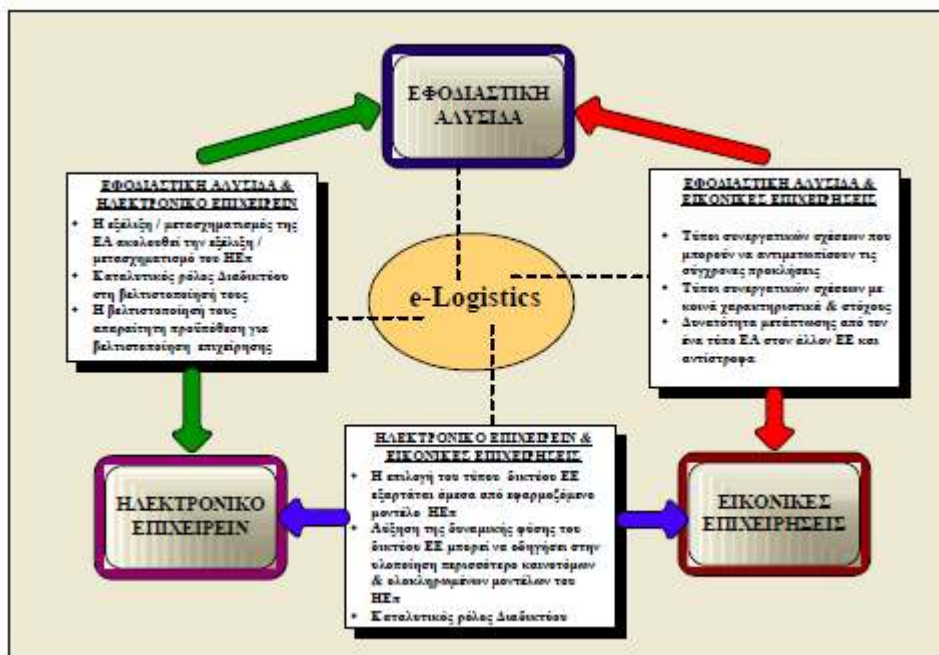 ΕΦΟΔΙΑΣΤΙΚΗ
ΑΛΥΣΙΔΑ
ΕΦΟΔΙΑΣΤΙΚΗ ΑΛΥΣΙΔΑ &
ΗΛΕΚΤΡΟΝΙΚΟ ΕΠΙΧΕΙΡΕΙΝ
• Η εξέλιξη / μετασχηματισμός της
ΕΑ ακολουθεί την εξέλιξη /
μετασχηματισμό του ΗΕπ
• Καταλυτικός ρόλος Διαδικτύου
στη βελτιστοποίησή τους
• Η βελτιστοποίησή τους
απαραίτητη προϋπόθεση για
βελτιστοποίηση επιχείρησης
e-Logistics
ΕΦΟΔΙΑΣΤΙΚΗ ΑΛΥΣΙΔΑ &
ΕΙΚΟΝΙΚΕΣ ΕΠΙΧΕΙΡΗΣΕΙΣ
• Τύποι συνεργατικών σχέσεων που
μπορούν να αντιμετωπίσουν τις
σύγχρονες προκλήσεις
• Τύποι συνεργατικών σχέσεων με
κοινά χαρακτηριστικά & στόχους
• Δυνατότητα μετάπτωσης από τον
ένα τύπο ΕΑ στον άλλον ΕΕ και
αντίστροφα
ΗΛΕΚΤΡΟΝΙΚΟ
ΕΠΙΧΕΙΡΕΙΝ
ΗΛΕΚΤΡΟΝΙΚΟ ΕΠΙΧΕΙΡΕΙΝ &
ΕΙΚΟΝΙΚΕΣ ΕΠΙΧΕΙΡΗΣΕΙΣ
• Η επιλογή του τύπου δικτύου ΕΕ
εξαρτάται άμεσα από εφαρμοζόμενο
μοντέλο ΗΕπ
• Αύξηση της δυναμικής φύσης του
δικτύου ΕΕ μπορεί να οδηγήσει στην
υλοποίηση περισσότερο καινοτόμων
& ολοκληρωμένων μοντέλων του
ΗΕπ
• Καταλυτικός ρόλος Διαδικτύου
ΕΙΚΟΝΙΚΕΣ
ΕΠΙΧΕΙΡΗΣΕΙΣ